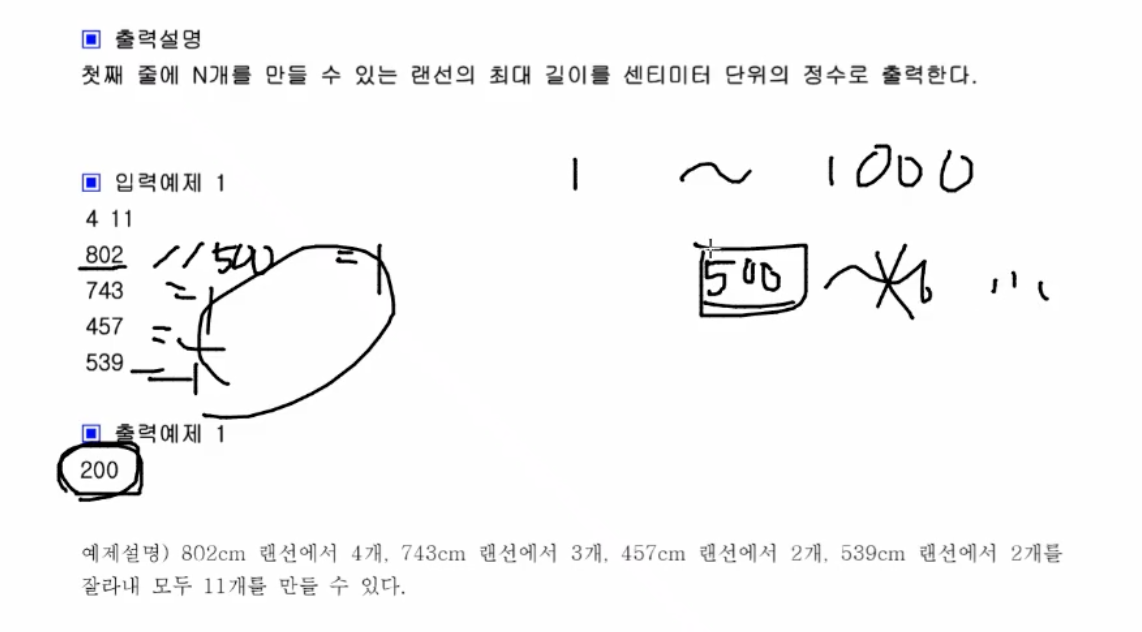 출력설명
첫째 줄에 N개를 만들 수 있는 랜선의 최대 길이를 센티미터 단위의 정수로 출력한다.
1 ~ 1000
입력예제 1
4 11
802 //500 = 1
743 = 1
457 =
539 = 1
500 ~
출력예제 1
200
예제설명) 802cm 랜선에서 4개, 743cm 랜선에서 3개, 457cm 랜선에서 2개, 539cm 랜선에서 2개를
잘라내 모두 11개를 만들 수 있다.